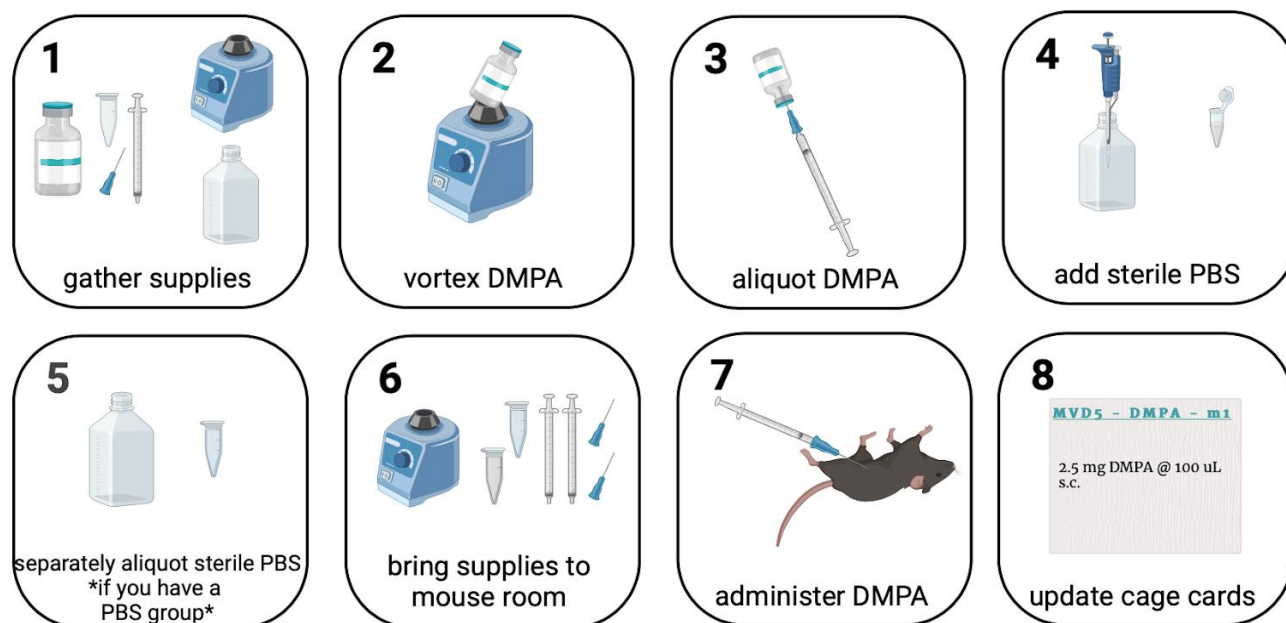 1
gather supplies
2
vortex DMPA
3
aliquot DMPA
4
add sterile PBS
5
separately aliquot sterile PBS
*if you have a
PBS group*
6
bring supplies to
mouse room
7
administer DMPA
8
MVD5 - DMPA - m1
2.5 mg DMPA @ 100 uL
s.c.
update cage cards